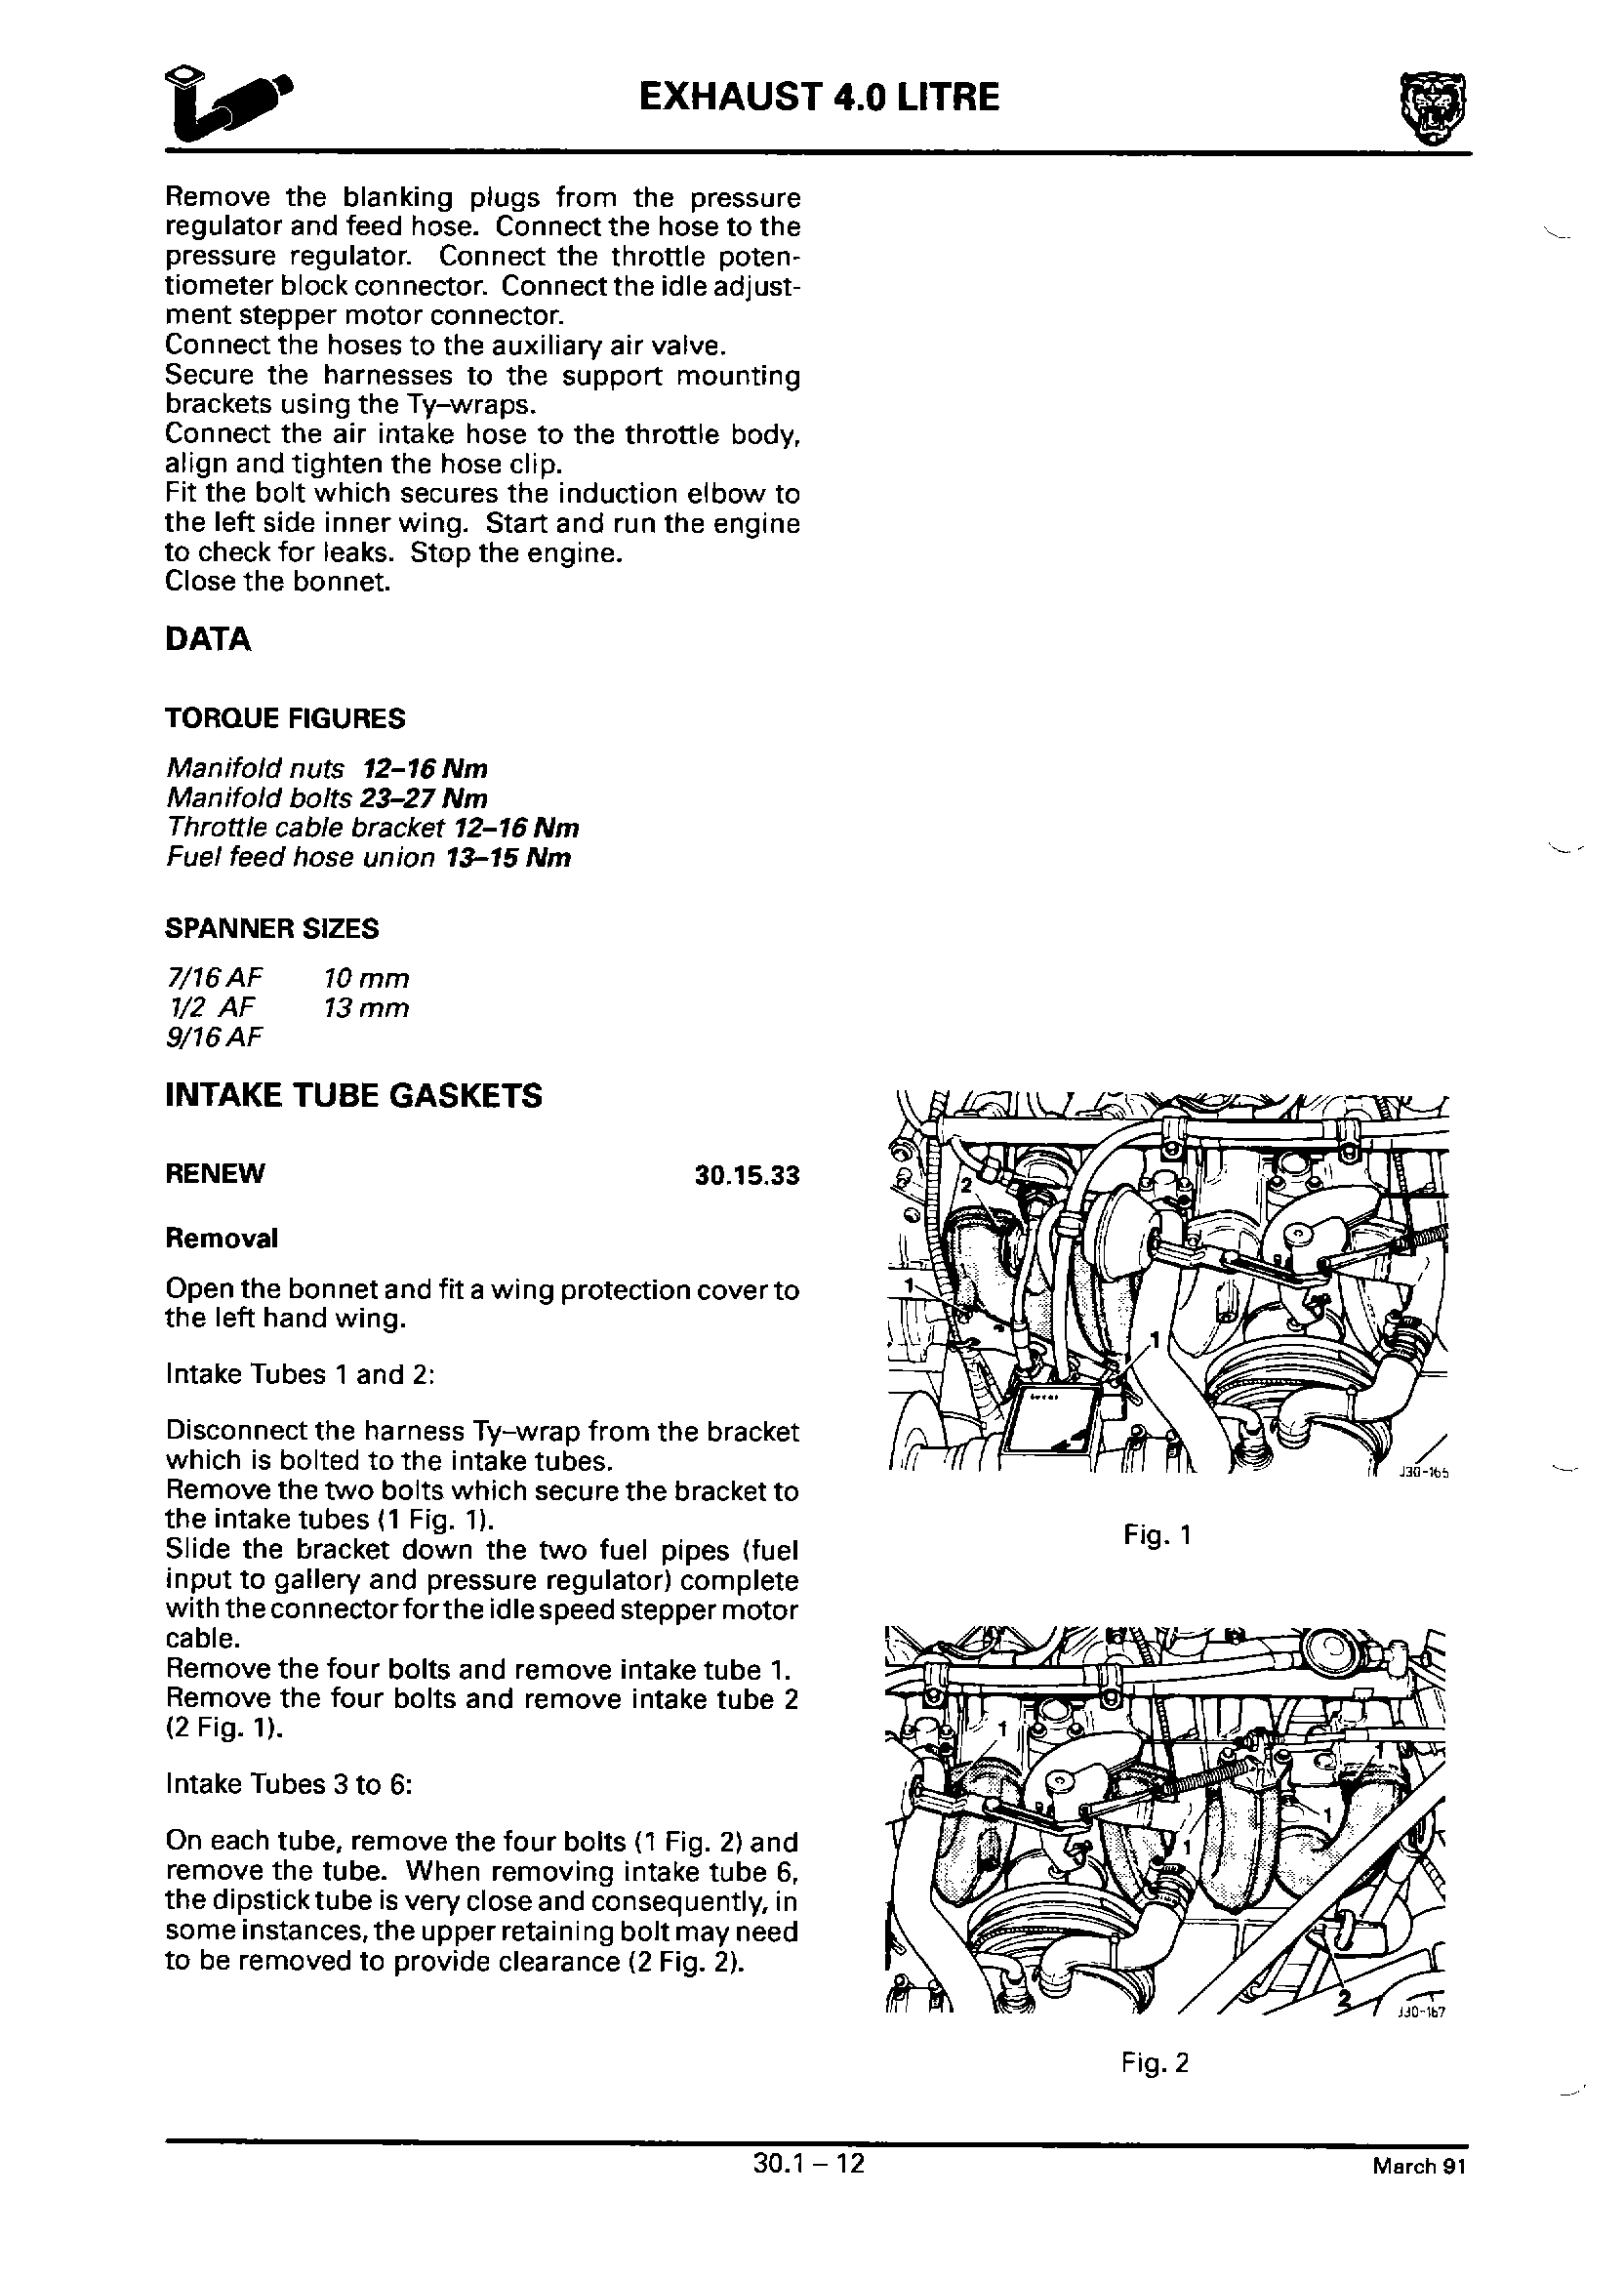 EXHAUST 4.0 LITRE
Remove the blanking plugs from the pressure
regulator and feed hose. Connect the hose to the
pressure regulator. Connect the throttle poten-
tiometer block connector. Connect the idle adjust-
ment stepper motor connector.
Connect the hoses to the auxiliary air valve.
Secure the harnesses to the support mounting
brackets using the Ty-wraps.
Connect the air intake hose to the throttle body,
align and tighten the hose clip.
Fit the bolt which secures the induction elbow to
the left side inner wing. Start and run the engine
to check for leaks. Stop the engine.
Close the bonnet.
DATA
TORQUE FIGURES
Manifold nuts 12-16 Nm
Manifold bolts 23-27 Nm
Throttle cable bracket 12-16 Nm
Fuel feed hose union 13-15 Nm
SPANNER SIZES
7/16 AF 10 mm
1/2 AF 13 mm
9/16 AF
INTAKE TUBE GASKETS
RENEW 30.15.33
Removal
Open the bonnet and fit a wing protection cover to
the left hand wing.
Intake Tubes 1 and 2:
Disconnect the harness Ty-wrap from the bracket
which is bolted to the intake tubes.
Remove the two bolts which secure the bracket to
the intake tubes (1 Fig. 1).
Slide the bracket down the two fuel pipes (fuel
input to gallery and pressure regulator) complete
with the connector for the idle speed stepper motor
cable.
Remove the four bolts and remove intake tube 1.
Remove the four bolts and remove intake tube 2
(2 Fig. 1).
Intake Tubes 3 to 6:
On each tube, remove the four bolts (1 Fig. 2) and
remove the tube. When removing intake tube 6,
the dipstick tube is very close and consequently, in
some instances, the upper retaining bolt may need
to be removed to provide clearance (2 Fig. 2).
2
1
1
J30-165
Fig. 1
1
1
1
1
2
J30-167
Fig. 2
30.1 – 12
March 91